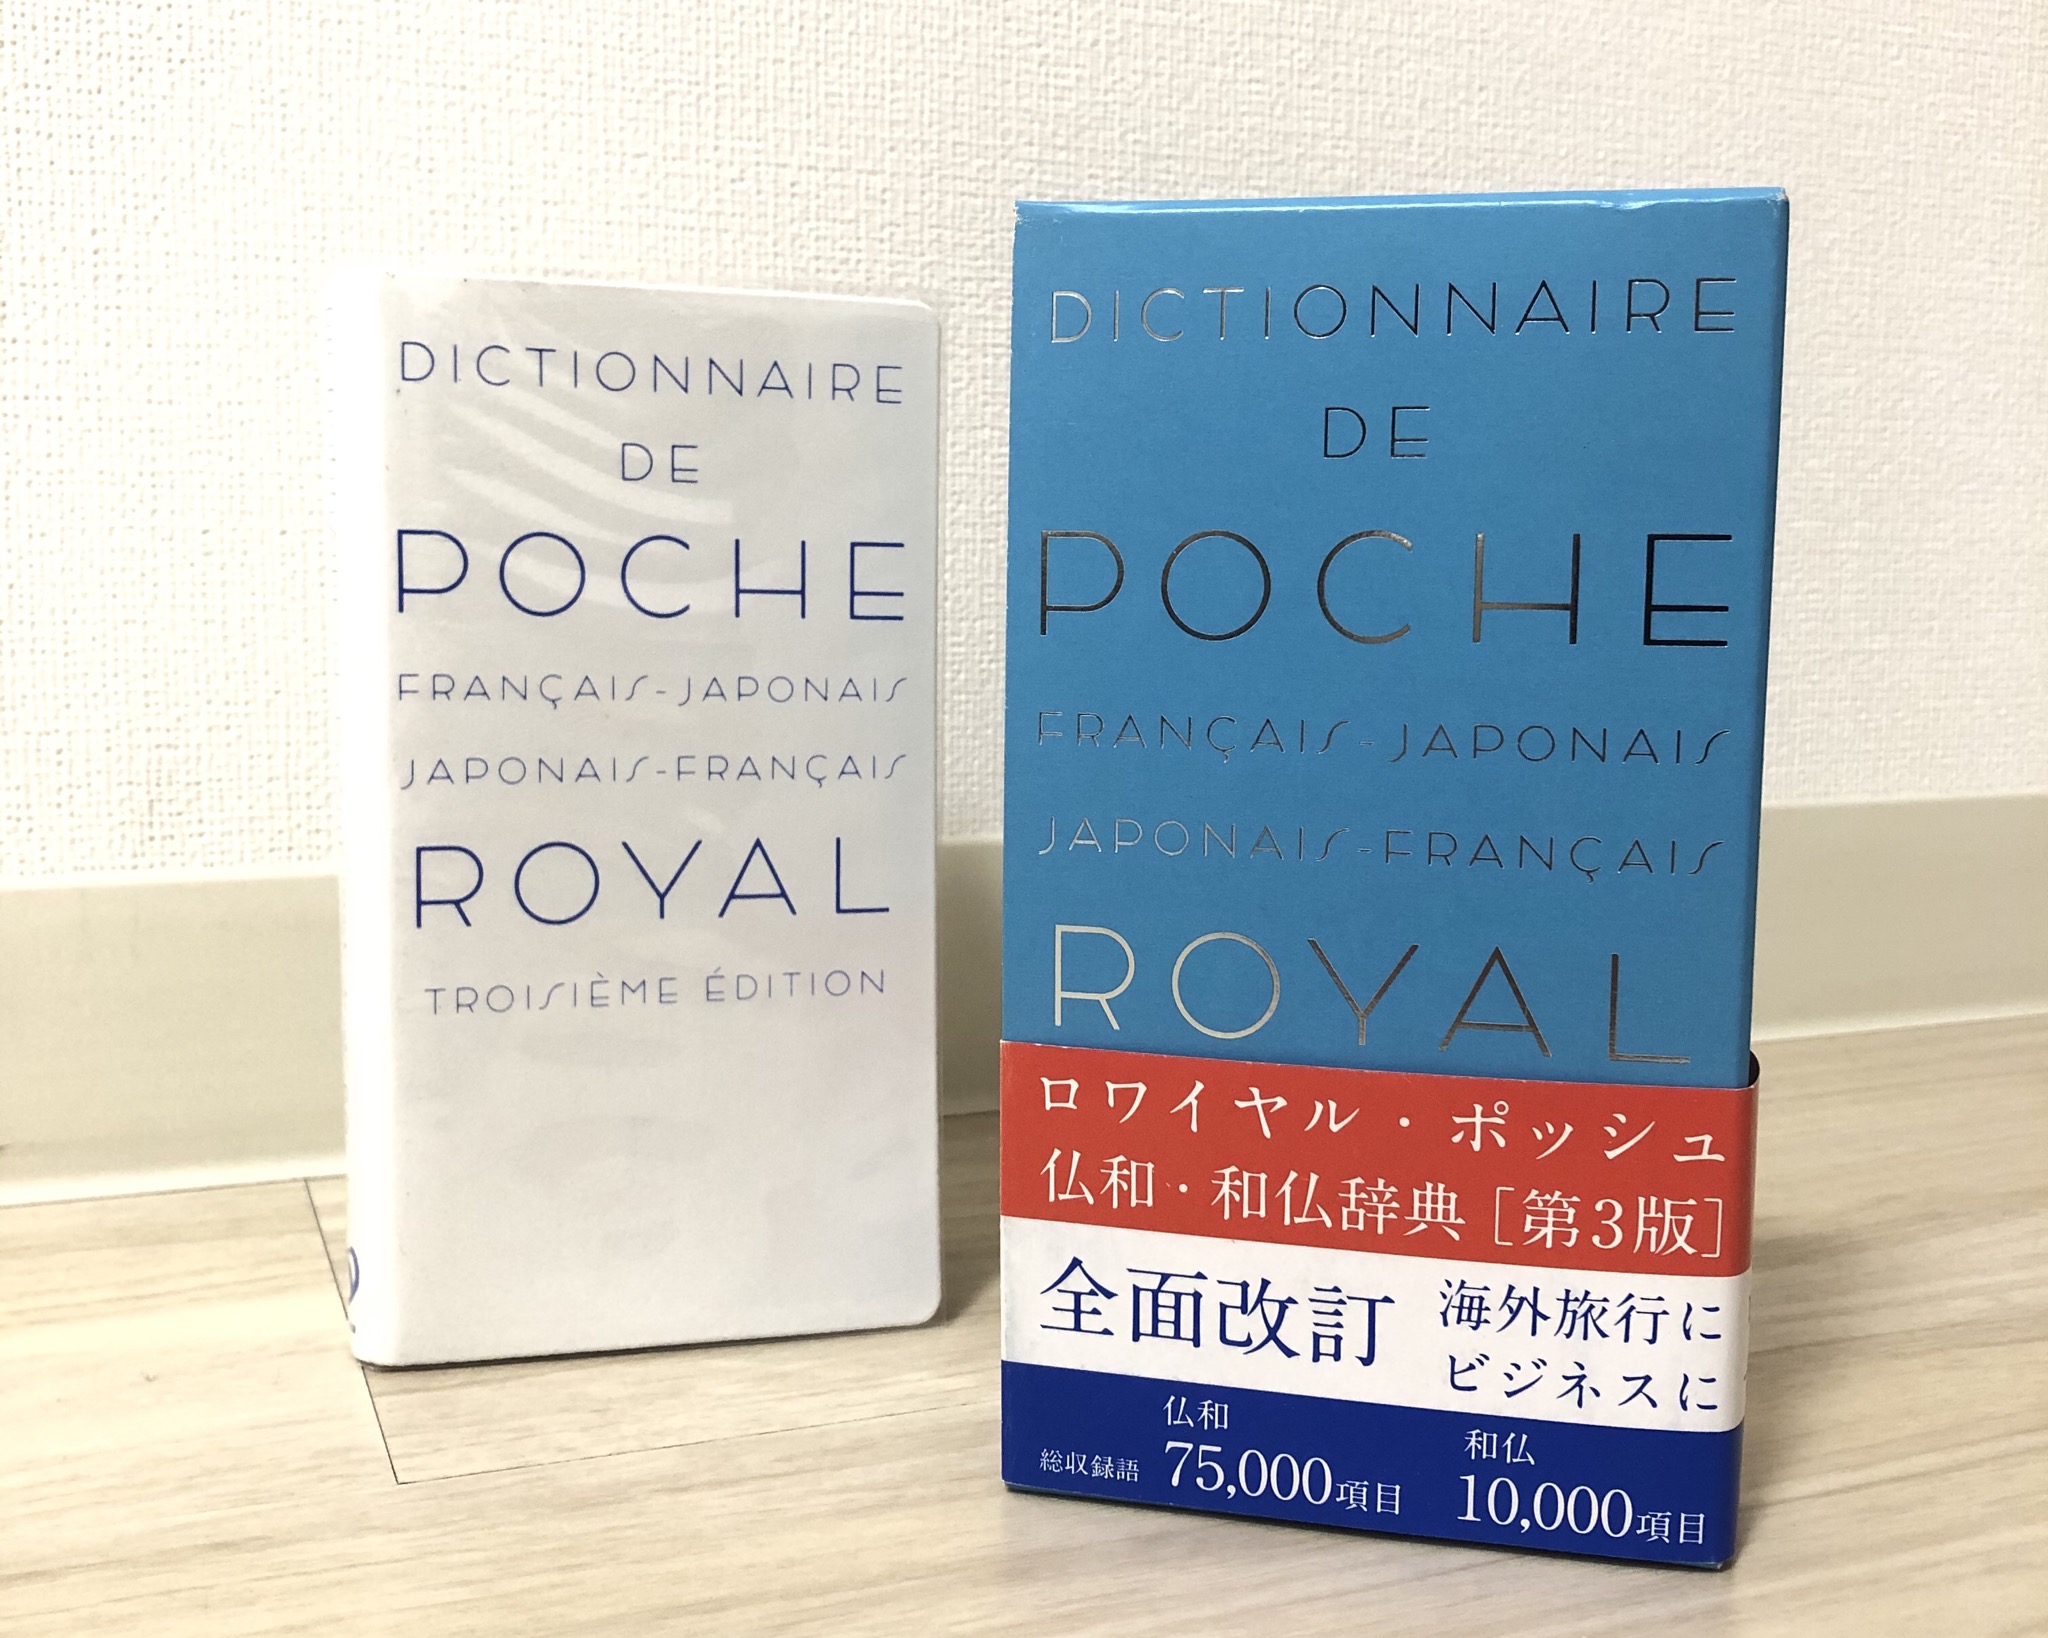 DICTIONNAIRE
DE
POCHE
FRANÇAIS-JAPONAIS
JAPONAIS-FRANÇAIS
ROYAL
TROISIÈME ÉDITION
DICTIONNAIRE
DE
POCHE
FRANÇAIS-JAPONAIS
JAPONAIS-FRANÇAIS
ROYAL
ロワイヤル・ポッシュ
仏和・和仏辞典[第3版]
全面改訂
海外旅行に
ビジネスに
総収録語 仏和 75,000項目 和仏 10,000項目